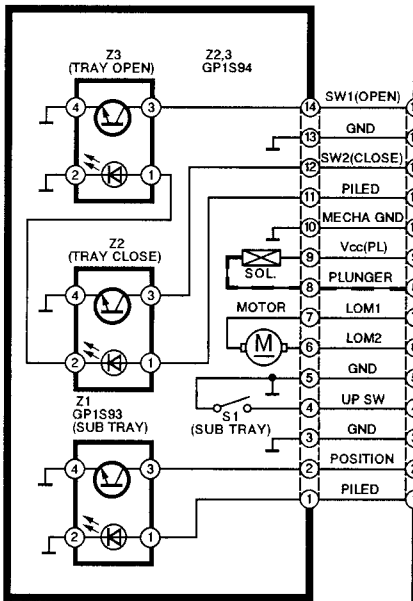 Z3
(TRAY OPEN)
Z2,3
GP1S94
4
3
2
1
Z2
(TRAY CLOSE)
4
3
2
1
Z1
GP1S93
(SUB TRAY)
4
3
2
1
SOL.
MOTOR
M
S1
(SUB TRAY)
14 SW1(OPEN)
13 GND
12 SW2(CLOSE)
11 PILED
10 MECHA GND
9 Vcc(PL)
8 PLUNGER
7 LOM1
6 LOM2
5 GND
4 UP SW
3 GND
2 POSITION
1 PILED